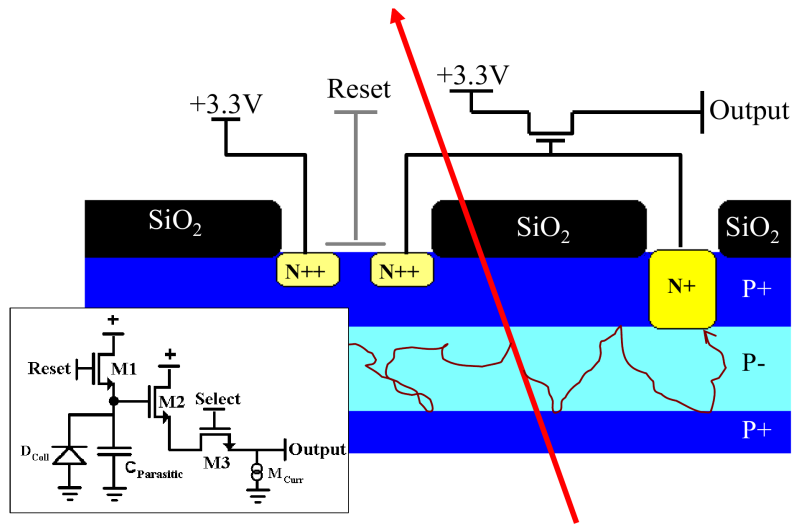 Reset
+3.3V
+3.3V
Output
SiO2
SiO2
SiO2
N++
N++
N+
P+
P-
P+
+
+
Reset
M1
M2
Select
DColl
CParasitic
M3
Output
MCurr